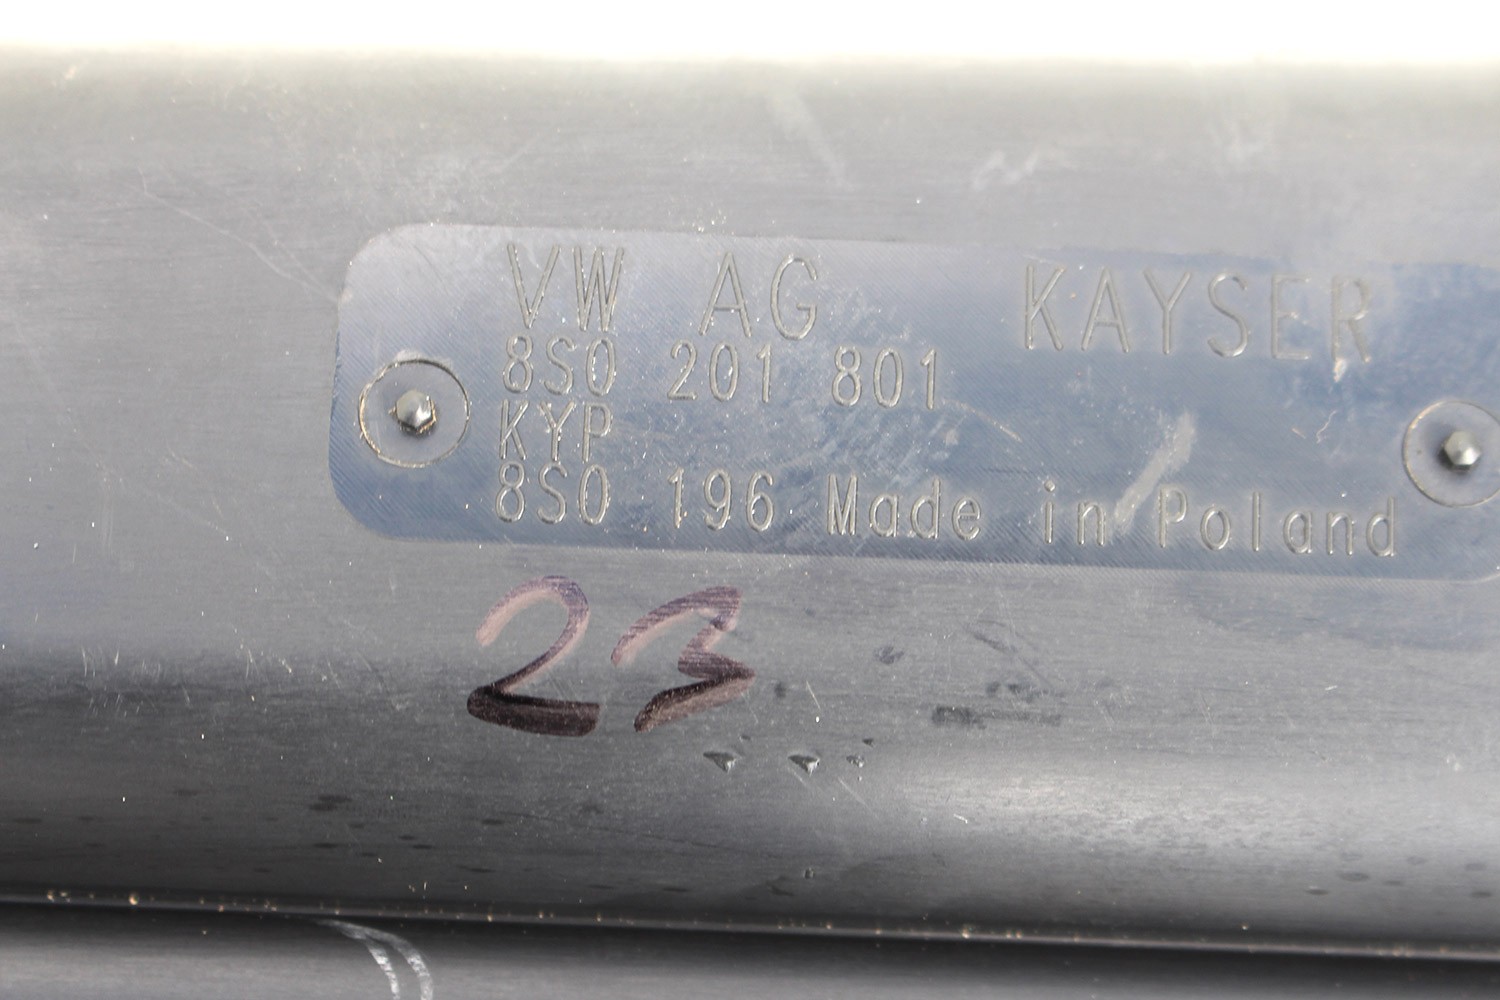 VW AG KAYSER
8S0 201 801
KYP
8S0 196 Made in Poland
23